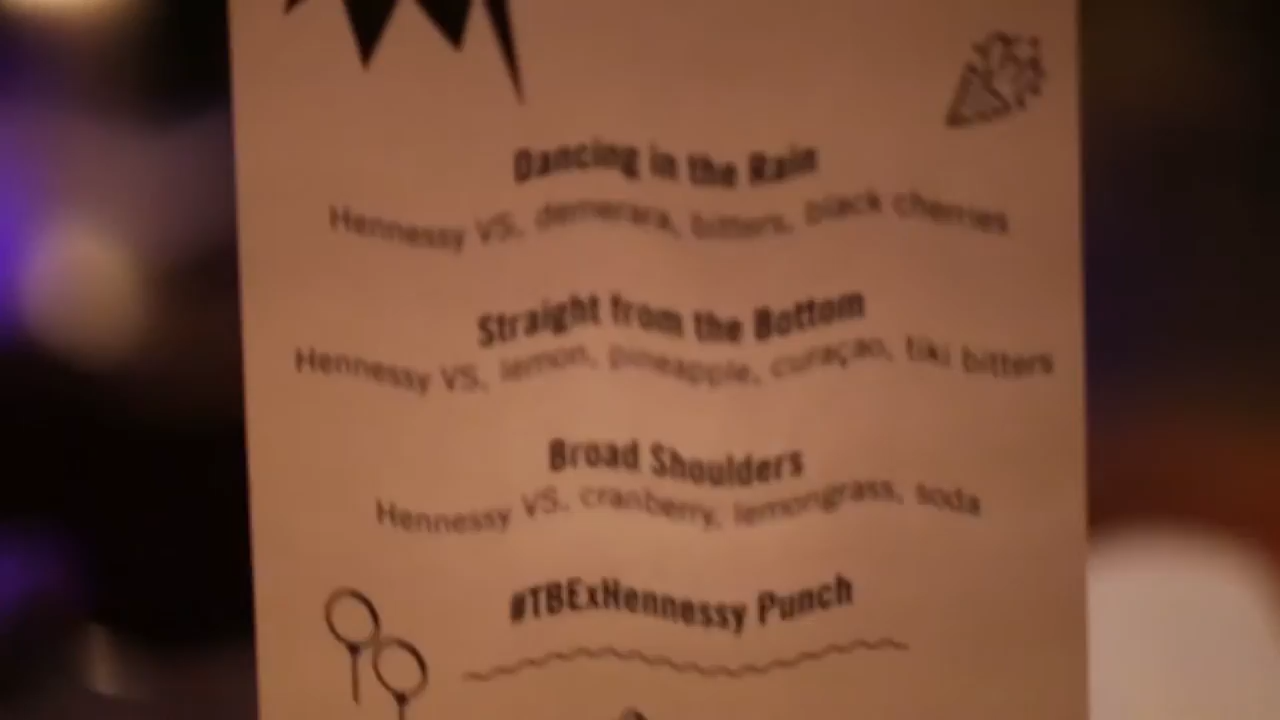 Dancing in the Rain
Hennessy VS, demerara, bitters, black cherries
Straight from the Bottom
Hennessy VS, lemon, pineapple, curaçao, tiki bitters
Broad Shoulders
Hennessy VS, cranberry, lemongrass, soda
#TBExHennessy Punch